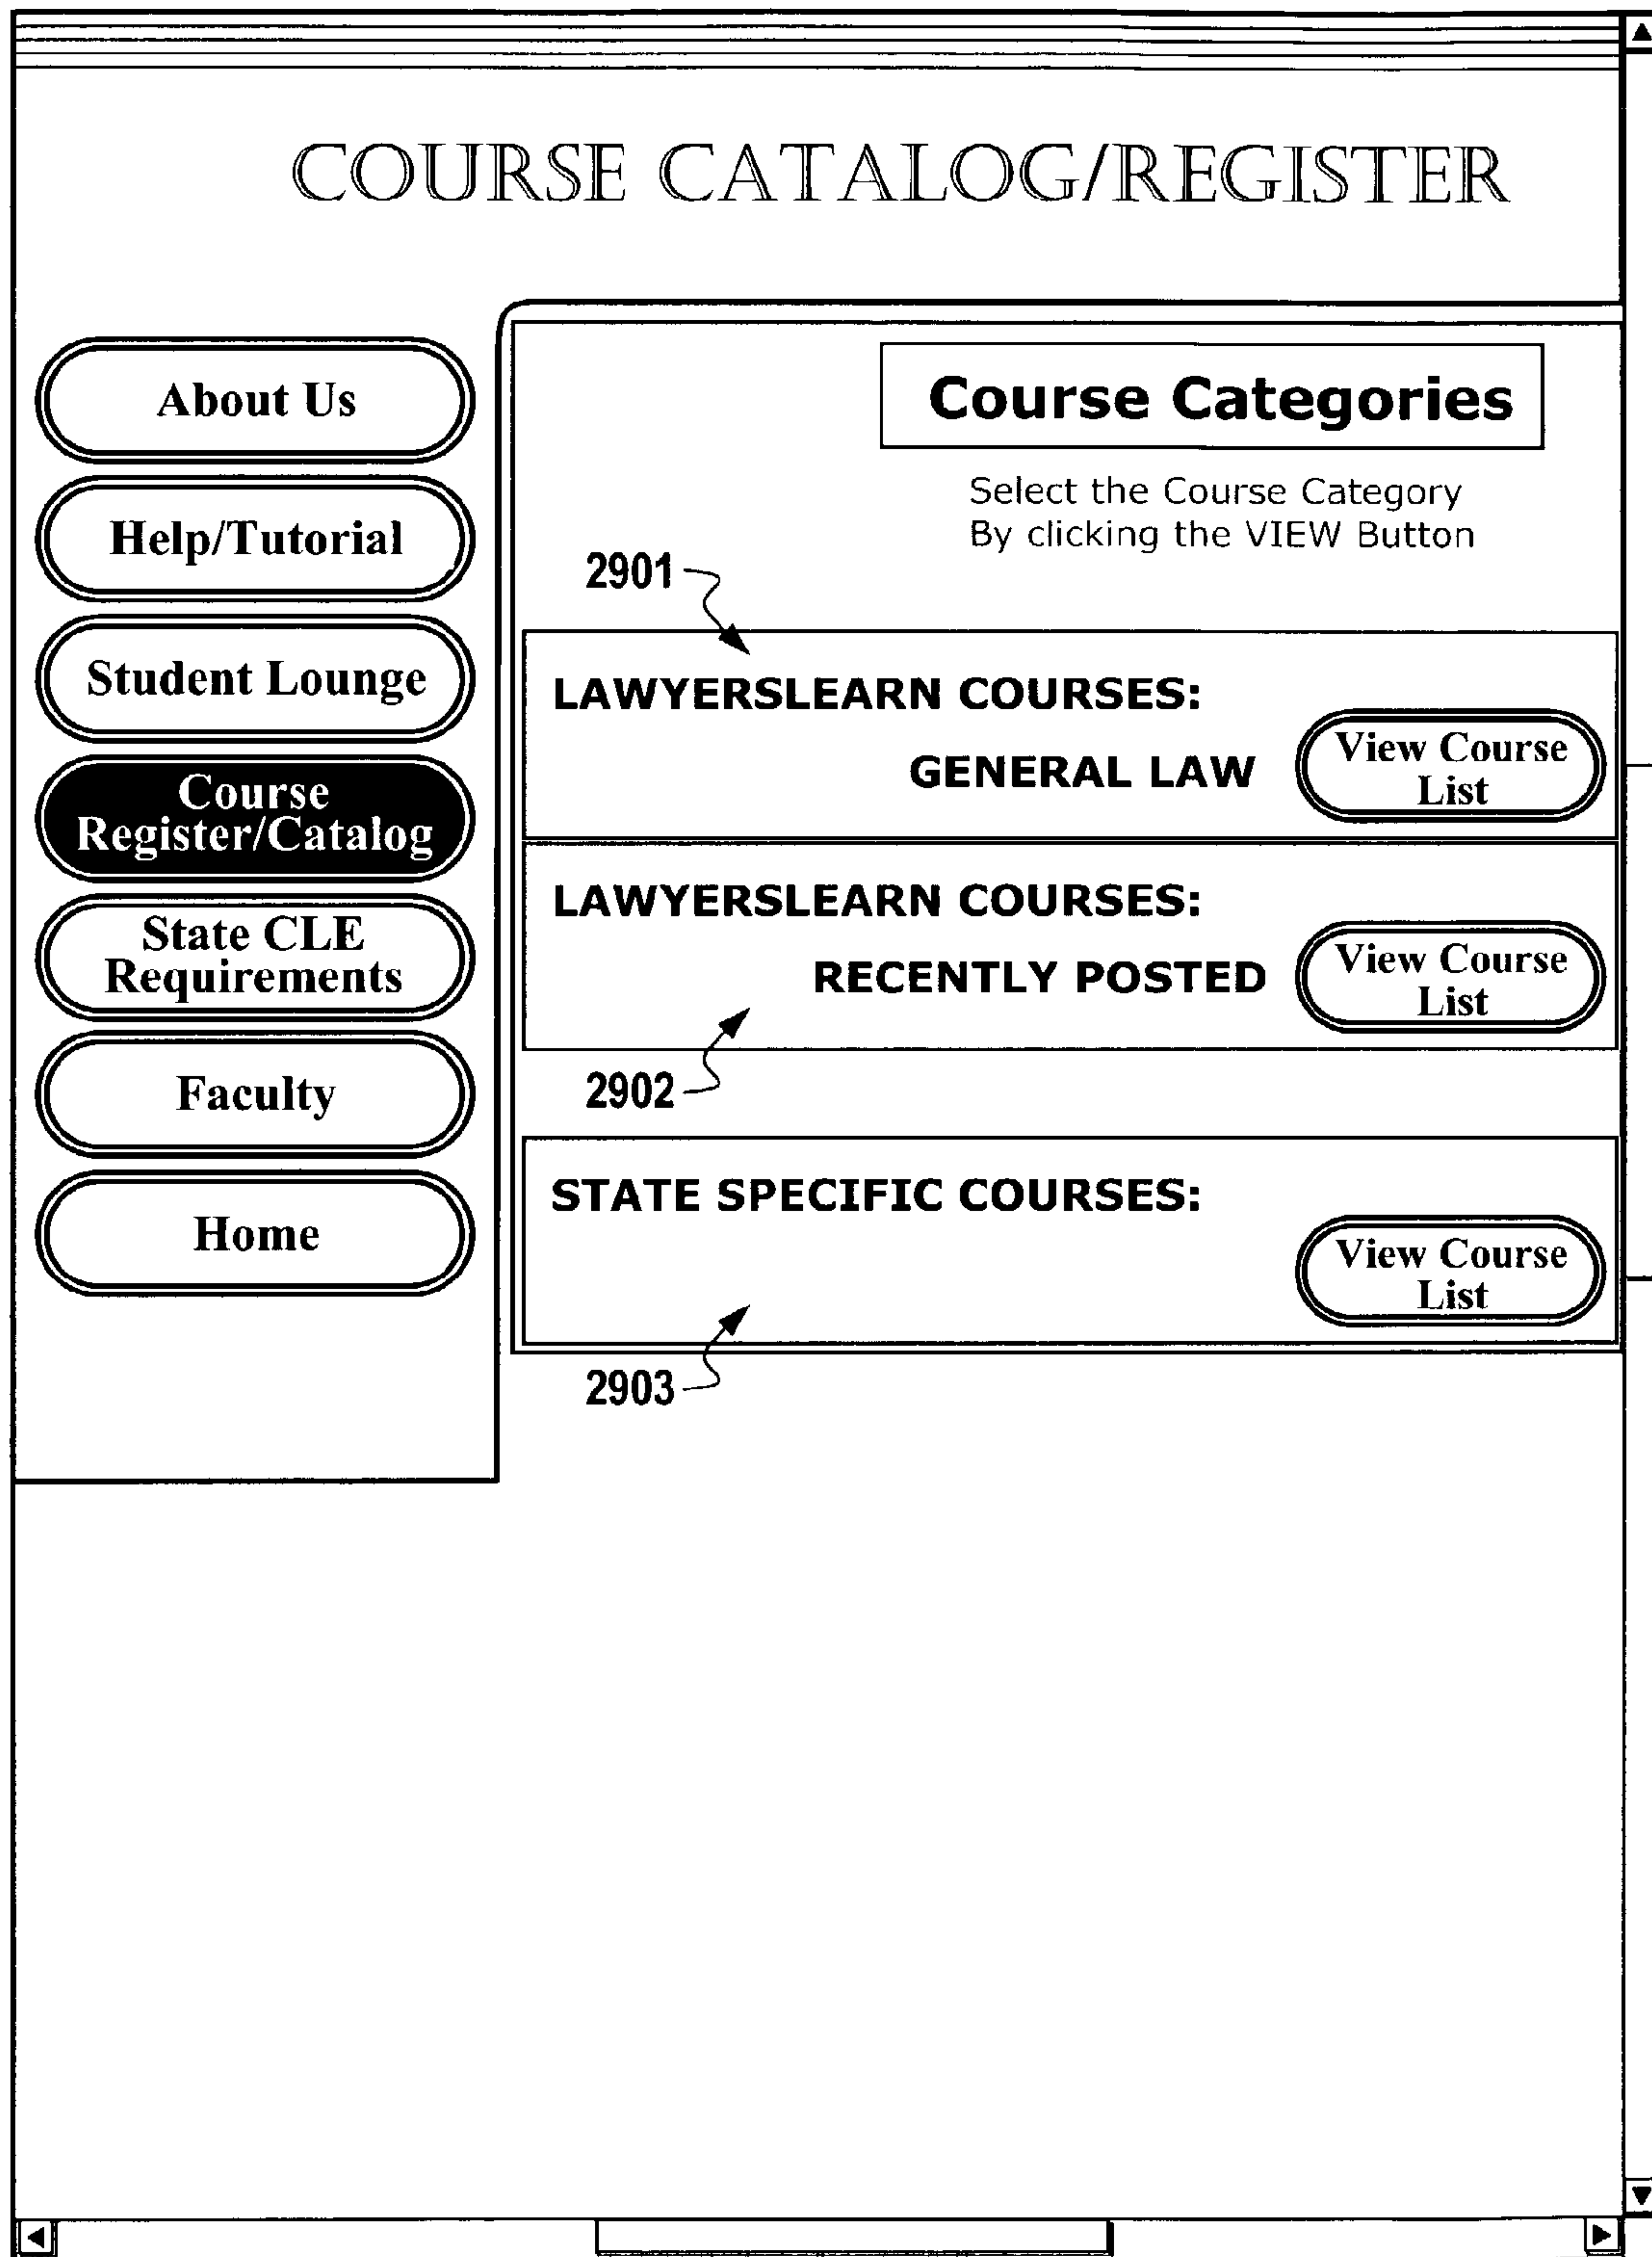 COURSE CATALOG/REGISTER
About Us
Help/Tutorial
Student Lounge
Course
Register/Catalog
State CLE
Requirements
Faculty
Home
Course Categories
Select the Course Category
By clicking the VIEW Button
2901
LAWYERSLEARN COURSES:
GENERAL LAW
View Course
List
LAWYERSLEARN COURSES:
RECENTLY POSTED
View Course
List
2902
STATE SPECIFIC COURSES:
View Course
List
2903